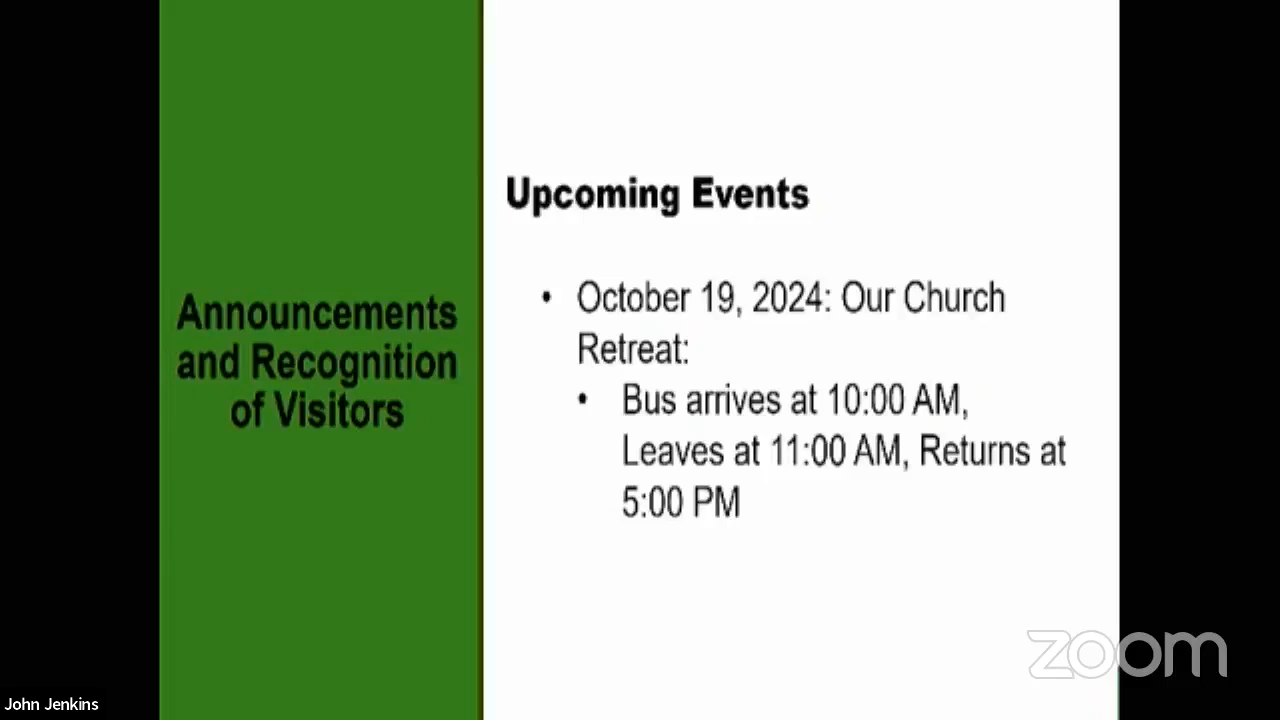 Announcements
and Recognition
of Visitors
Upcoming Events
• October 19, 2024: Our Church
Retreat:
• Bus arrives at 10:00 AM,
Leaves at 11:00 AM, Returns at
5:00 PM
zoom
John Jenkins